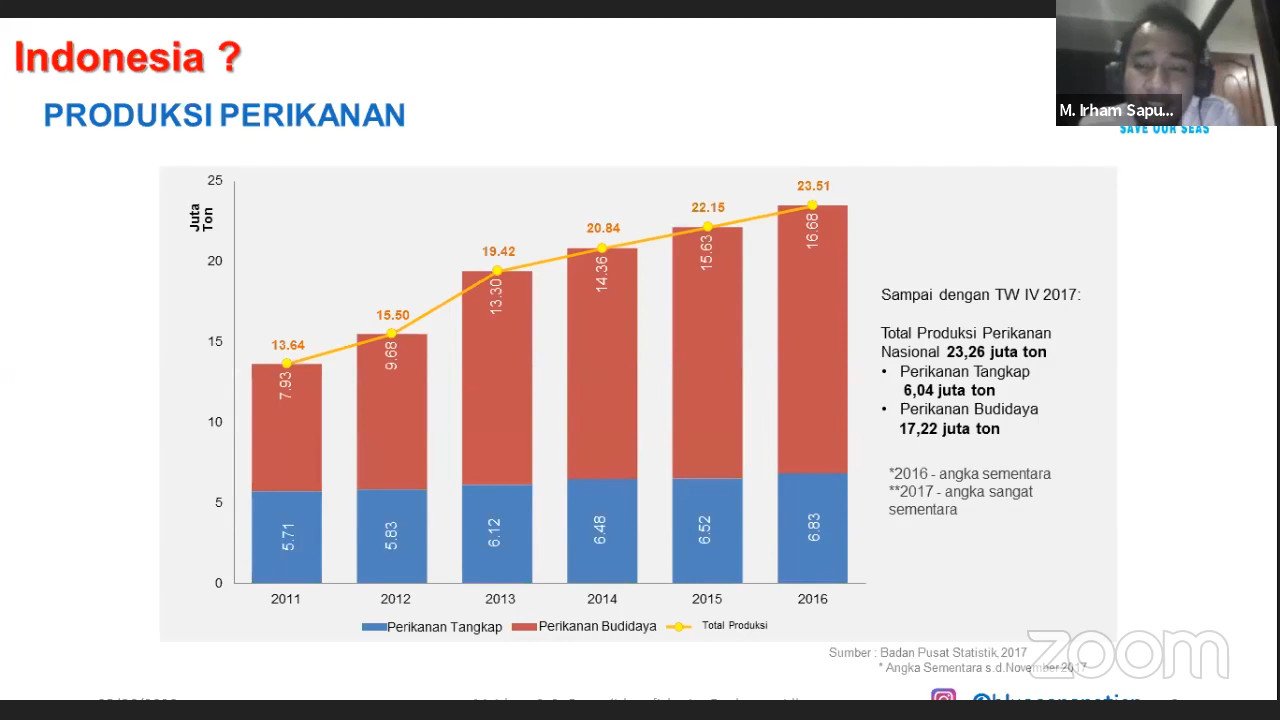 Indonesia ?
PRODUKSI PERIKANAN
M. Irham Sapu...
SAVE OUR SEAS
Juta
Ton
25
20
15
10
5
0
13.64
15.50
19.42
20.84
22.15
23.51
7.93
9.68
13.30
14.36
15.63
16.68
5.71
5.83
6.12
6.48
6.52
6.83
2011 2012 2013 2014 2015 2016
Perikanan Tangkap Perikanan Budidaya Total Produksi
Sampai dengan TW IV 2017:
Total Produksi Perikanan
Nasional 23,26 juta ton
• Perikanan Tangkap
6,04 juta ton
• Perikanan Budidaya
17,22 juta ton
*2016 - angka sementara
**2017 - angka sangat
sementara
Sumber : Badan Pusat Statistik, 2017
* Angka Sementara s.d.November 2017
zoom